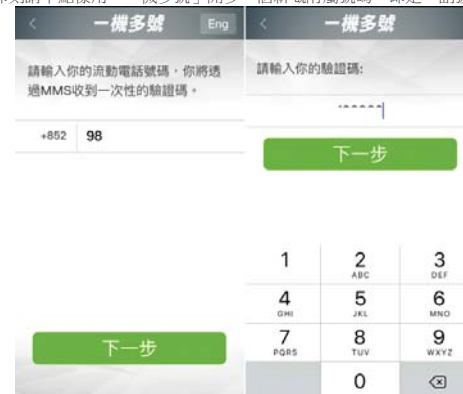 一機多號
Eng
請輸入你的流動電話號碼，你將透
過MMS收到一次性的驗證碼。
+852 98
下一步
一機多號
請輸入你的驗證碼:
下一步
1 2 3
ABC DEF
4 5 6
GHI JKL MNO
7 8 9
PQRS TUV WXYZ
0